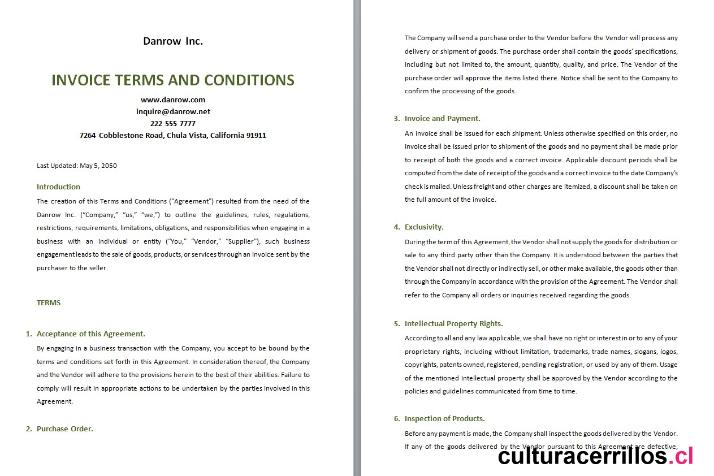 Danrow Inc.
INVOICE TERMS AND CONDITIONS
www.danrow.com
inquire@danrow.net
222 555 7777
7264 Cobblestone Road, Chula Vista, California 91911
Last Updated: May 5, 2050
Introduction
The creation of this Terms and Conditions ("Agreement") resulted from the need of the
Danrow Inc. ("Company," "us," "we,") to outline the guidelines, rules, regulations,
restrictions, requirements, limitations, obligations, and responsibilities when engaging in a
business with an individual or entity ("You," "Vendor," "Supplier"), such business
engagement leads to the sale of goods, products, or services through an invoice sent by the
purchaser to the seller.
TERMS
1. Acceptance of this Agreement.
By engaging in a business transaction with the Company, you accept to be bound by the
terms and conditions set forth in this Agreement. In consideration thereof, the Company
and the Vendor will adhere to the provisions herein to the best of their abilities. Failure to
comply will result in appropriate actions to be undertaken by the parties involved in this
Agreement.
2. Purchase Order.
The Company will send a purchase order to the Vendor before the Vendor will process any
delivery or shipment of goods. The purchase order shall contain the goods' specifications,
including but not limited to, the amount, quantity, quality, and price. The Vendor of the
purchase order will approve the items listed there. Notice shall be sent to the Company to
confirm the processing of the goods.
3. Invoice and Payment.
An invoice shall be issued for each shipment. Unless otherwise specified on this order, no
invoice shall be issued prior to shipment of the goods and no payment shall be made prior
to receipt of both the goods and a correct invoice. Applicable discount periods shall be
computed from the date of receipt of the goods and a correct invoice to the date Company's
check is mailed. Unless freight and other charges are itemized, a discount shall be taken on
the full amount of the invoice.
4. Exclusivity.
During the term of this Agreement, the Vendor shall not supply the goods for distribution or
sale to any third party other than the Company. It is understood between the parties that
the Vendor shall not directly or indirectly sell, or other make available, the goods other than
through the Company in accordance with the provision of the Agreement. The Vendor shall
refer to the Company all orders or inquiries received regarding the goods.
5. Intellectual Property Rights.
According to all and any law applicable, we shall have no right or interest in or to any of your
proprietary rights, including without limitation, trademarks, trade names, slogans, logos,
copyrights, patents owned, registered, pending registration, or used by any of them. Usage
of the mentioned intellectual property shall be approved by the Vendor according to the
policies and guidelines communicated from time to time.
6. Inspection of Products.
Before any payment is made, the Company shall inspect the goods delivered by the Vendor.
If any of the goods delivered by the Vendor pursuant to this Agreement are defective,
culturacerrillos.cl